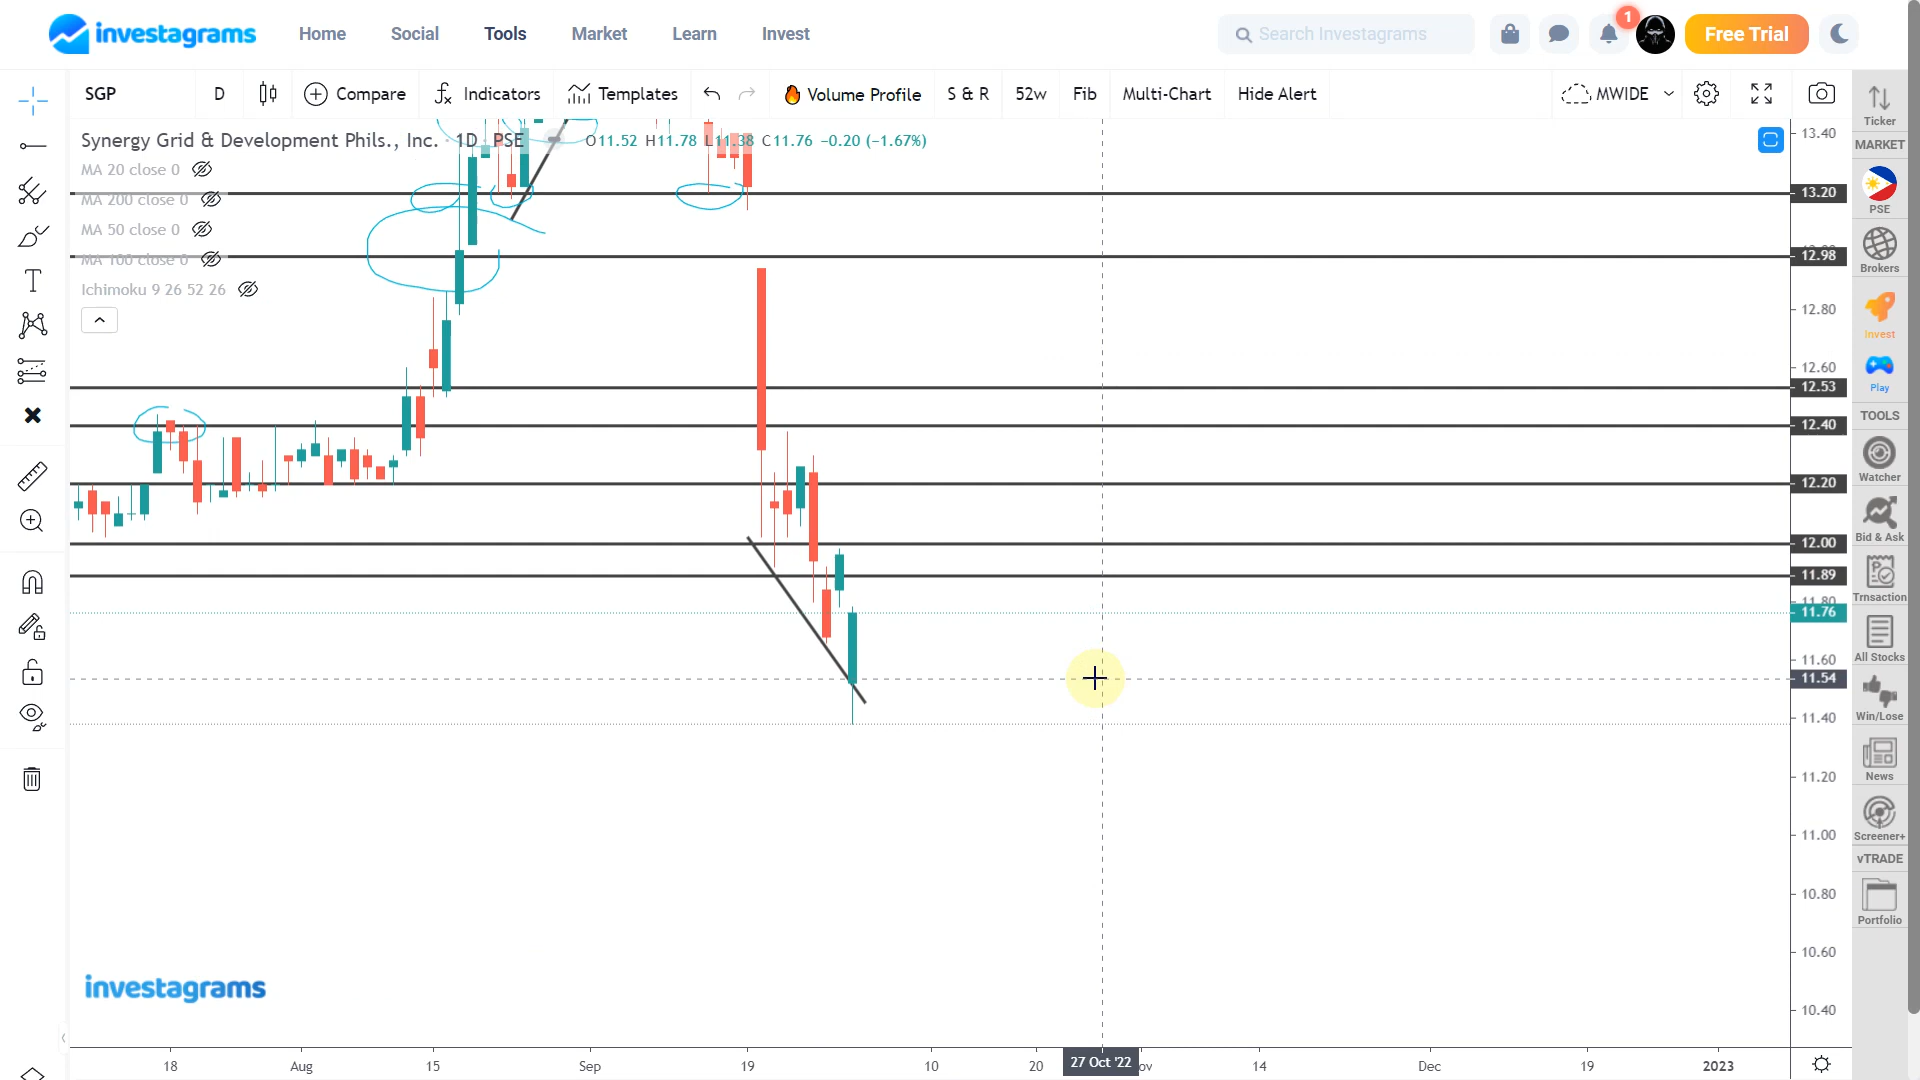 investagrams
Home
Social
Tools
Market
Learn
Invest
Search Investagrams
1
Free Trial
SGP
D
Compare
Indicators
Templates
Volume Profile
S & R
52w
Fib
Multi-Chart
Hide Alert
MWIDE
Synergy Grid & Development Phils., Inc. · 1D · PSE
O11.52 H11.78 L11.38 C11.76 −0.20 (−1.67%)
MA 20 close 0
MA 200 close 0
MA 50 close 0
MA 100 close 0
Ichimoku 9 26 52 26
13.40
13.20
12.98
12.80
12.60
12.53
12.40
12.20
12.00
11.89
11.80
11.76
11.60
11.54
11.40
11.20
11.00
10.80
10.60
10.40
Ticker
MARKET
PSE
Brokers
Invest
Play
TOOLS
Watcher
Bid & Ask
Trnsaction
All Stocks
Win/Lose
News
Screener+
vTRADE
Portfolio
investagrams
18
Aug
15
Sep
19
10
20
27 Oct '22
ov
14
Dec
19
2023